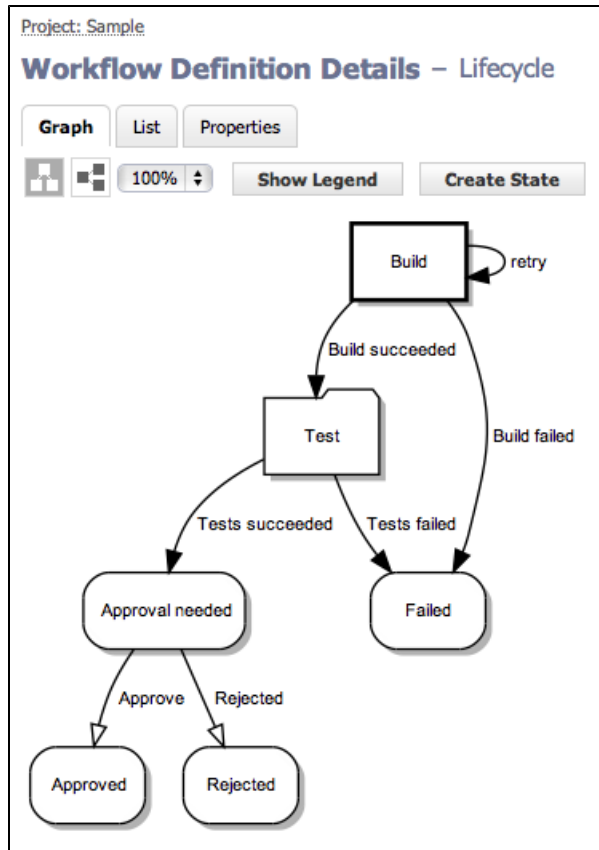 Project: Sample
Workflow Definition Details – Lifecycle
Graph List Properties
100% Show Legend Create State
Build
retry
Build succeeded
Test
Build failed
Tests succeeded
Tests failed
Approval needed
Failed
Approve
Rejected
Approved
Rejected